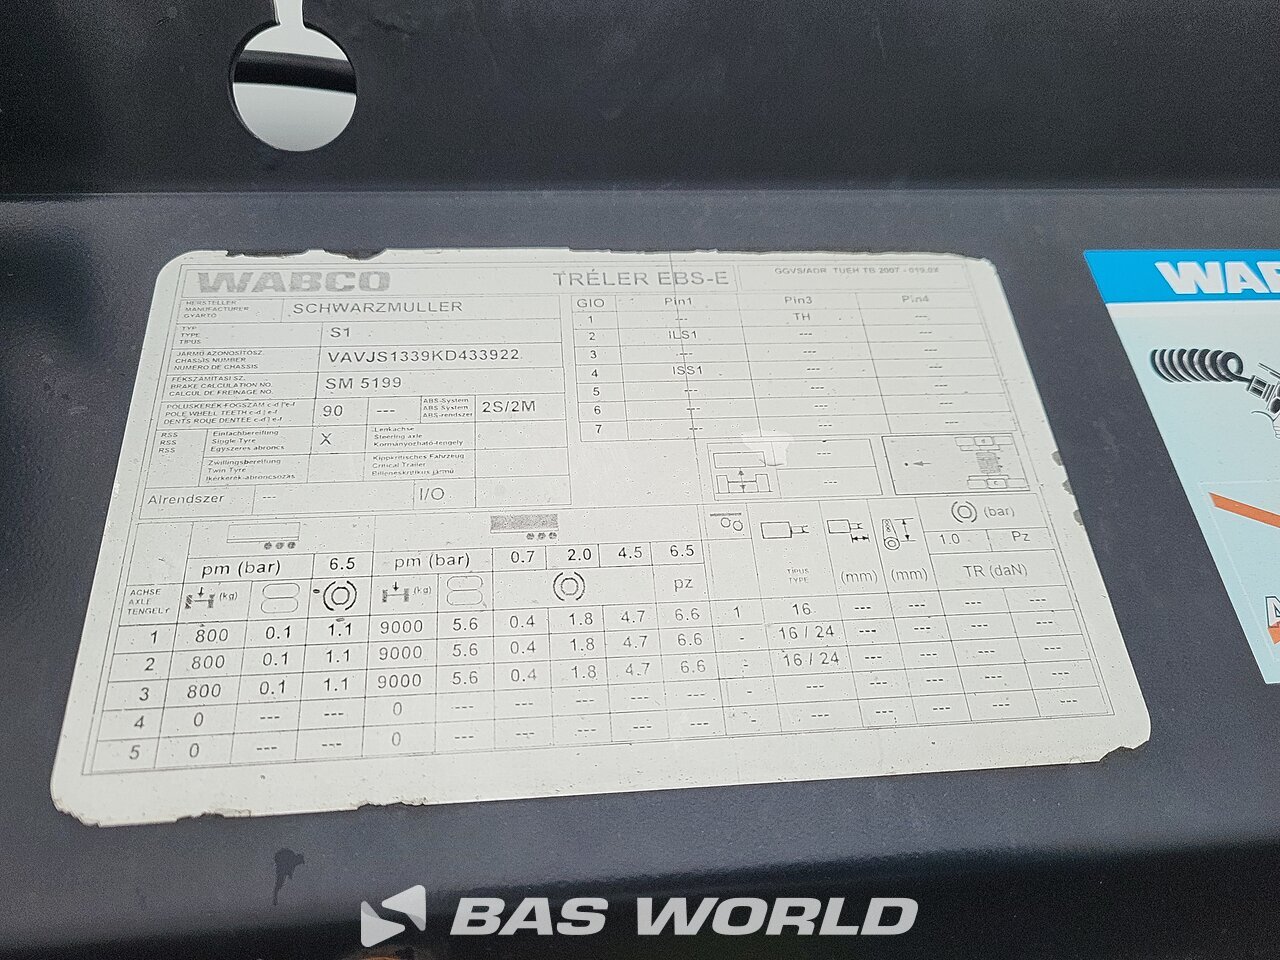 WABCO TRÉLER EBS-E GGVS/ADR TUEH TB 2007 - 019.0X
HERSTELLER
MANUFACTURER
GYÁRTÓ
SCHWARZMULLER
TYP
TYPE
TIPUS
S1
JÁRMŰ AZONOSÍTÓSZ.
CHASSIS NUMBER
NUMERO DE CHASSIS
VAVJS1339KD433922
FÉKSZÁMITÁSI SZ.
BRAKE CALCULATION NO.
CALCUL DE FREINAGE NO.
SM 5199
POLE WHEEL TEETH c-d | e-f
DENTS ROUE DENTEE c-d | e-f
90 ---
ABS-System
ABS System
ABS-rendszer
2S/2M
RSS
RSS
RSS
Einfachbereifung
Single Tyre
Egyszeres abroncs
X
Lenkachse
Steering axle
Kormányozható-tengely
Zwillingsbereifung
Twin Tyre
Ikerkerék-abroncsozás
Kippkritisches Fahrzeug
Critical Trailer
Billenéskritikus jármű
Alrendszer --- I/O
GIO Pin1 Pin3 Pin4
1 TH ---
2 ILS1 --- ---
3 --- --- ---
4 ISS1 --- ---
5 --- --- ---
6 --- --- ---
7 --- --- ---
---
pm (bar) 6.5 pm (bar) 0.7 2.0 4.5 6.5 (bar)
1.0 Pz
ACHSE
AXLE
TENGELY
(kg) (kg) pz
TIPUS
TYPE
(mm) (mm) TR (daN)
1 800 0.1 1.1 9000 5.6 0.4 1.8 4.7 6.6 1 16 --- --- --- ---
2 800 0.1 1.1 9000 5.6 0.4 1.8 4.7 6.6 - 16 / 24 --- --- --- ---
3 800 0.1 1.1 9000 5.6 0.4 1.8 4.7 6.6 - 16 / 24 --- --- --- ---
4 0 --- --- 0 --- --- --- --- --- - --- --- --- --- ---
5 0 --- --- 0 --- --- --- --- --- - --- --- --- --- ---
BAS WORLD